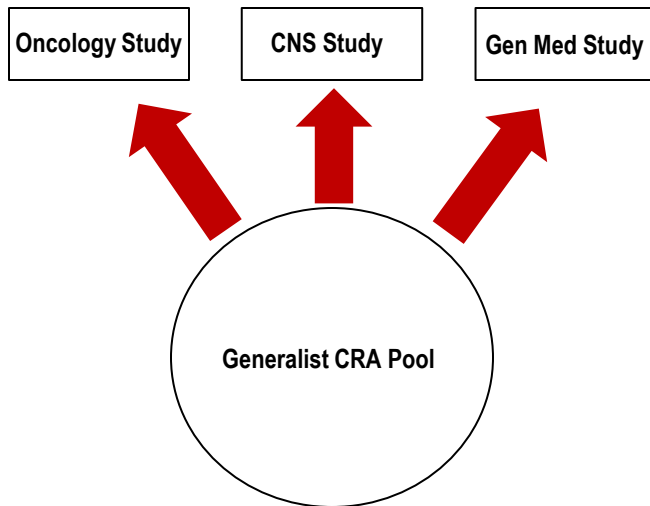 Oncology Study
CNS Study
Gen Med Study
Generalist CRA Pool